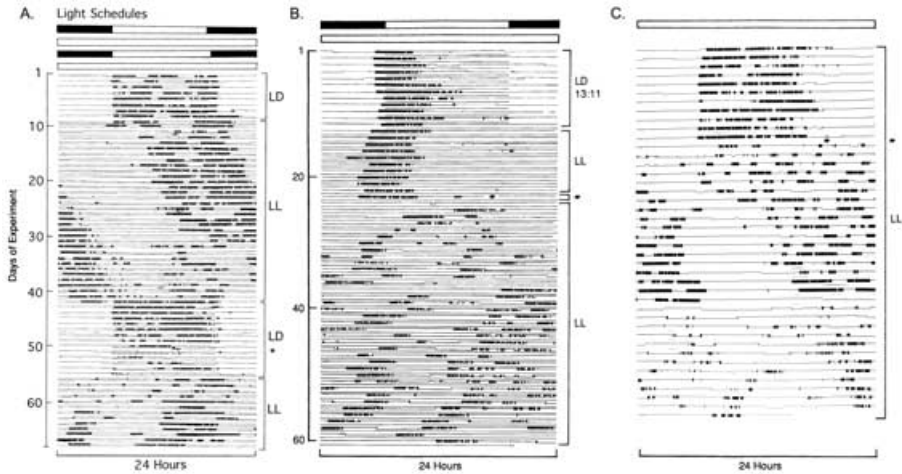 A.
Light Schedules
Days of Experiment
1
10
20
30
40
50
60
LD
LL
LD
*
LL
24 Hours
B.
1
20
40
60
LD
13:11
LL
*
LL
24 Hours
C.
*
LL
24 Hours